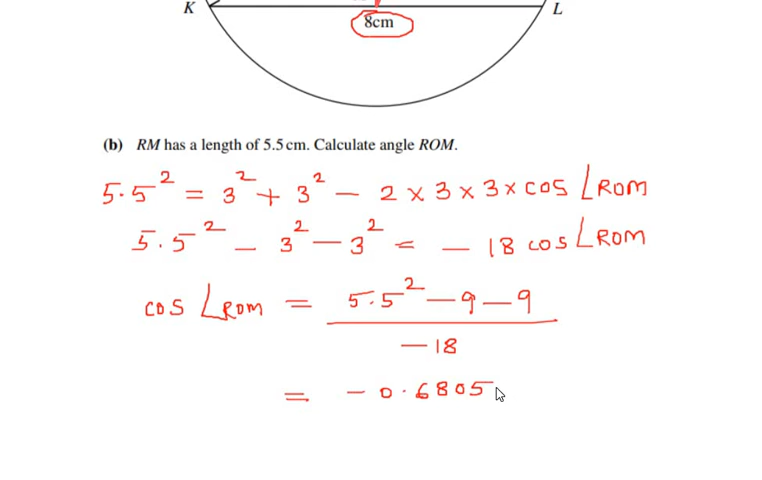 K L
8cm
(b) RM has a length of 5.5 cm. Calculate angle ROM.
5.5² = 3² + 3² − 2 × 3 × 3 × cos ∠ROM
5.5² − 3² − 3² = − 18 cos ∠ROM
cos ∠ROM = 5.5² − 9 − 9
− 18
= − 0.6805